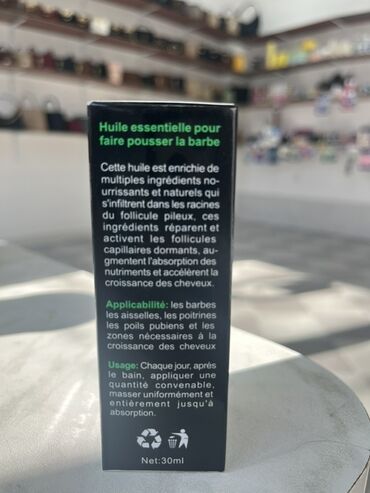 Huile essentielle pour
faire pousser la barbe
Cette huile est enrichie de
multiples ingrédients no-
urrissants et naturels qui
s'infiltrent dans les racines
du follicule pileux, ces
ingrédients réparent et
activent les follicules
capillaires dormants, au-
gmentent l'absorption des
nutriments et accélèrent la
croissance des cheveux.
Applicabilité: les barbes
les aisselles, les poitrines
les poils pubiens et les
zones nécessaires à la
croissance des cheveux
Usage: Chaque jour, après
le bain, appliquer une
quantité convenable,
masser uniformément et
entièrement jusqu'à
absorption.
Net:30ml